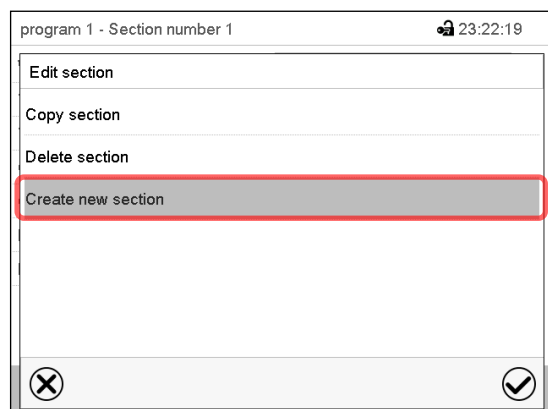 program 1 - Section number 1 23:22:19
Edit section
Copy section
Delete section
Create new section